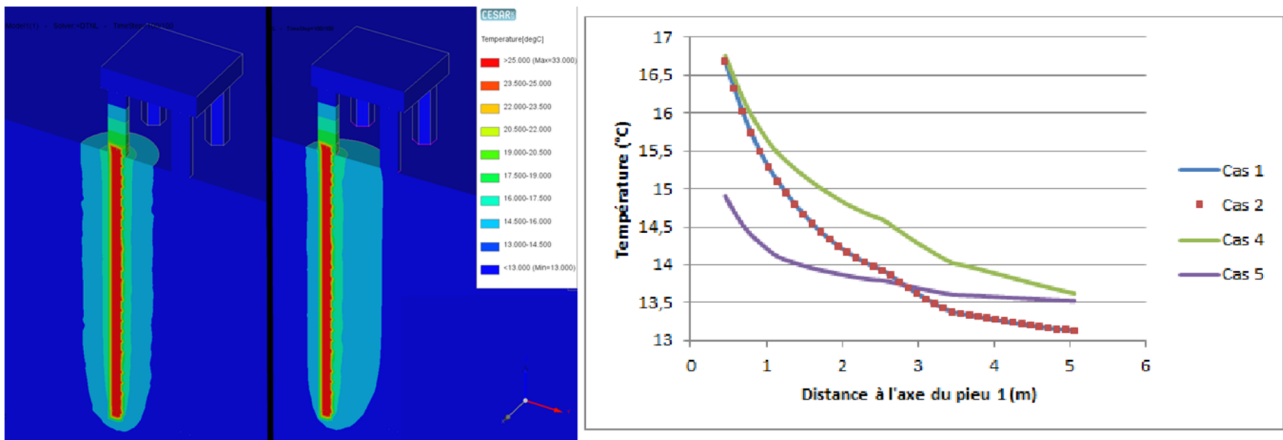 CESAR
Temperature[degC]
>25.000 (Max=33.000)
23.500-25.000
22.000-23.500
20.500-22.000
19.000-20.500
17.500-19.000
16.000-17.500
14.500-16.000
13.000-14.500
<13.000 (Min=13.000)
17
16,5
16
15,5
15
14,5
14
13,5
13
Température (°C)
0 1 2 3 4 5 6
Distance à l'axe du pieu 1 (m)
Cas 1
Cas 2
Cas 4
Cas 5